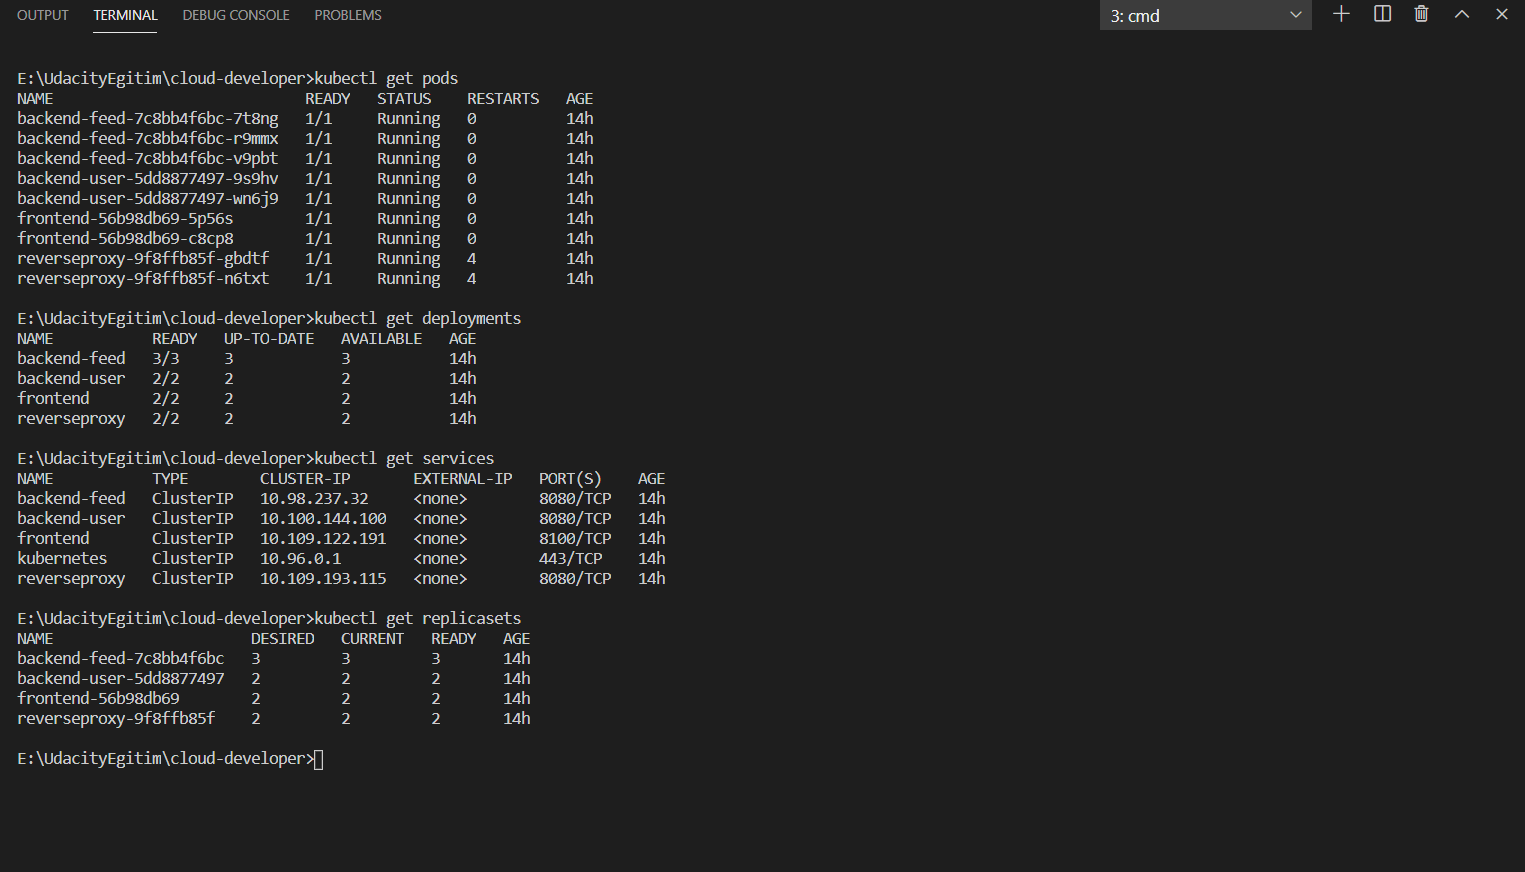 OUTPUT TERMINAL DEBUG CONSOLE PROBLEMS 3: cmd
E:\UdacityEgitim\cloud-developer>kubectl get pods
NAME READY STATUS RESTARTS AGE
backend-feed-7c8bb4f6bc-7t8ng 1/1 Running 0 14h
backend-feed-7c8bb4f6bc-r9mmx 1/1 Running 0 14h
backend-feed-7c8bb4f6bc-v9pbt 1/1 Running 0 14h
backend-user-5dd8877497-9s9hv 1/1 Running 0 14h
backend-user-5dd8877497-wn6j9 1/1 Running 0 14h
frontend-56b98db69-5p56s 1/1 Running 0 14h
frontend-56b98db69-c8cp8 1/1 Running 0 14h
reverseproxy-9f8ffb85f-gbdtf 1/1 Running 4 14h
reverseproxy-9f8ffb85f-n6txt 1/1 Running 4 14h
E:\UdacityEgitim\cloud-developer>kubectl get deployments
NAME READY UP-TO-DATE AVAILABLE AGE
backend-feed 3/3 3 3 14h
backend-user 2/2 2 2 14h
frontend 2/2 2 2 14h
reverseproxy 2/2 2 2 14h
E:\UdacityEgitim\cloud-developer>kubectl get services
NAME TYPE CLUSTER-IP EXTERNAL-IP PORT(S) AGE
backend-feed ClusterIP 10.98.237.32 <none> 8080/TCP 14h
backend-user ClusterIP 10.100.144.100 <none> 8080/TCP 14h
frontend ClusterIP 10.109.122.191 <none> 8100/TCP 14h
kubernetes ClusterIP 10.96.0.1 <none> 443/TCP 14h
reverseproxy ClusterIP 10.109.193.115 <none> 8080/TCP 14h
E:\UdacityEgitim\cloud-developer>kubectl get replicasets
NAME DESIRED CURRENT READY AGE
backend-feed-7c8bb4f6bc 3 3 3 14h
backend-user-5dd8877497 2 2 2 14h
frontend-56b98db69 2 2 2 14h
reverseproxy-9f8ffb85f 2 2 2 14h
E:\UdacityEgitim\cloud-developer>